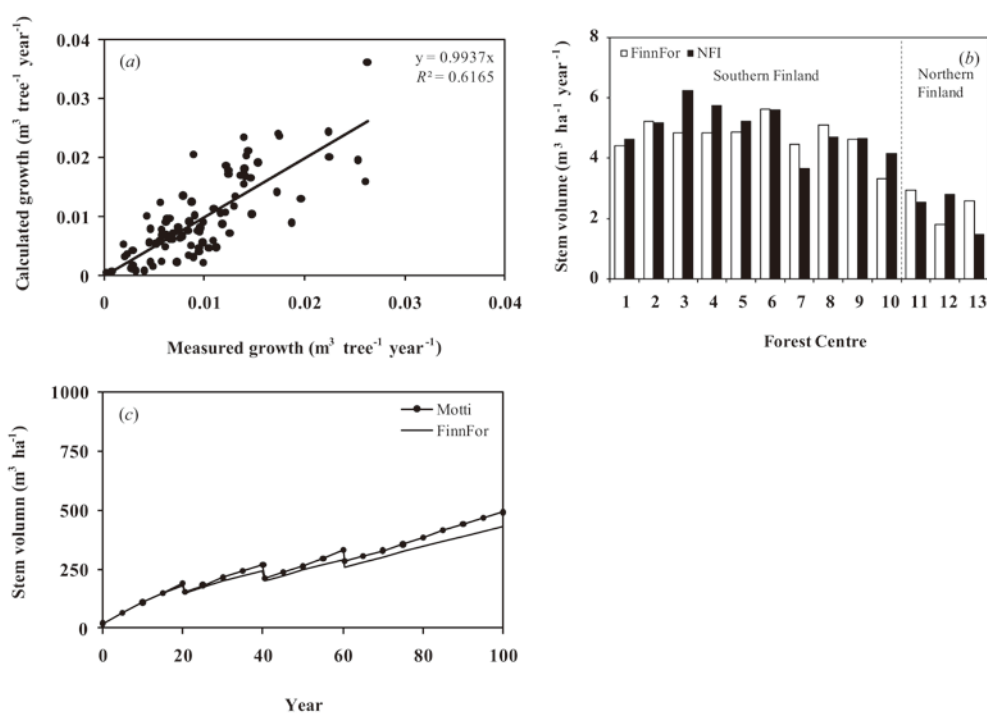 Calculated growth (m³ tree⁻¹ year⁻¹)
0.04
0.03
0.02
0.01
0
(a)
y = 0.9937x
R² = 0.6165
0 0.01 0.02 0.03 0.04
Measured growth (m³ tree⁻¹ year⁻¹)
Stem volume (m³ ha⁻¹ year⁻¹)
8
6
4
2
0
FinnFor NFI
(b)
Southern Finland
Northern
Finland
1 2 3 4 5 6 7 8 9 10 11 12 13
Forest Centre
Stem volumn (m³ ha⁻¹)
1000
750
500
250
0
(c)
Motti
FinnFor
0 20 40 60 80 100
Year